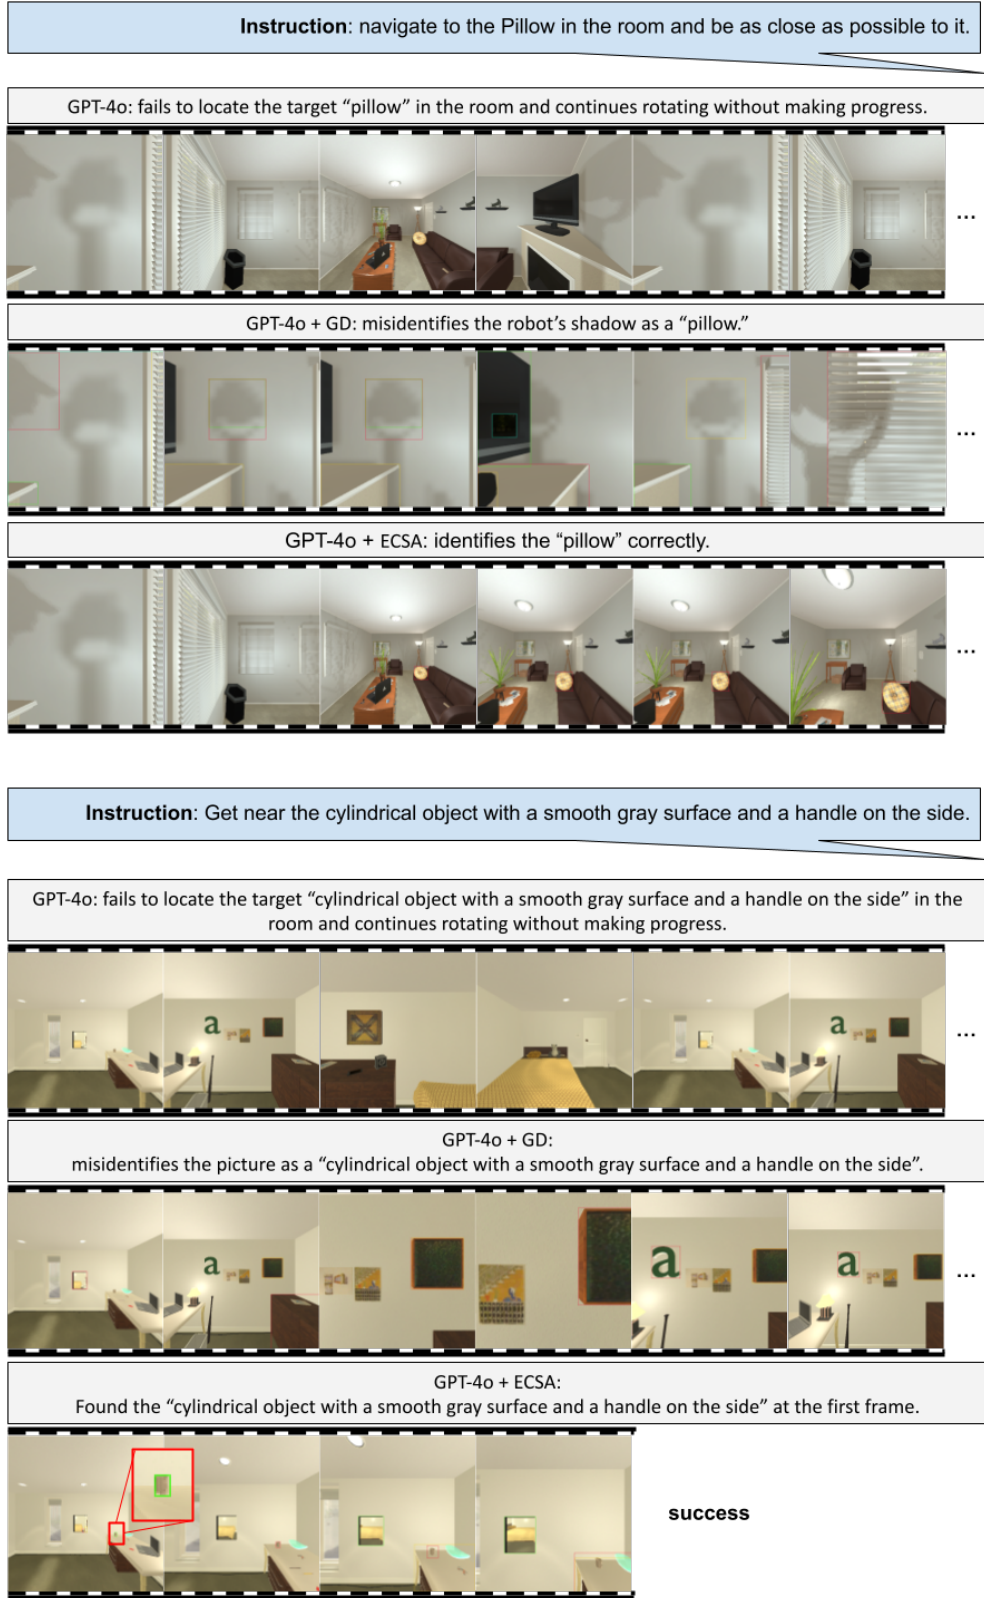 Instruction: navigate to the Pillow in the room and be as close as possible to it.
GPT-4o: fails to locate the target “pillow” in the room and continues rotating without making progress.
...
GPT-4o + GD: misidentifies the robot’s shadow as a “pillow.”
...
GPT-4o + ECSA: identifies the “pillow” correctly.
...
Instruction: Get near the cylindrical object with a smooth gray surface and a handle on the side.
GPT-4o: fails to locate the target “cylindrical object with a smooth gray surface and a handle on the side” in the
room and continues rotating without making progress.
a
a
...
GPT-4o + GD:
misidentifies the picture as a “cylindrical object with a smooth gray surface and a handle on the side”.
a
a
a
...
GPT-4o + ECSA:
Found the “cylindrical object with a smooth gray surface and a handle on the side” at the first frame.
success